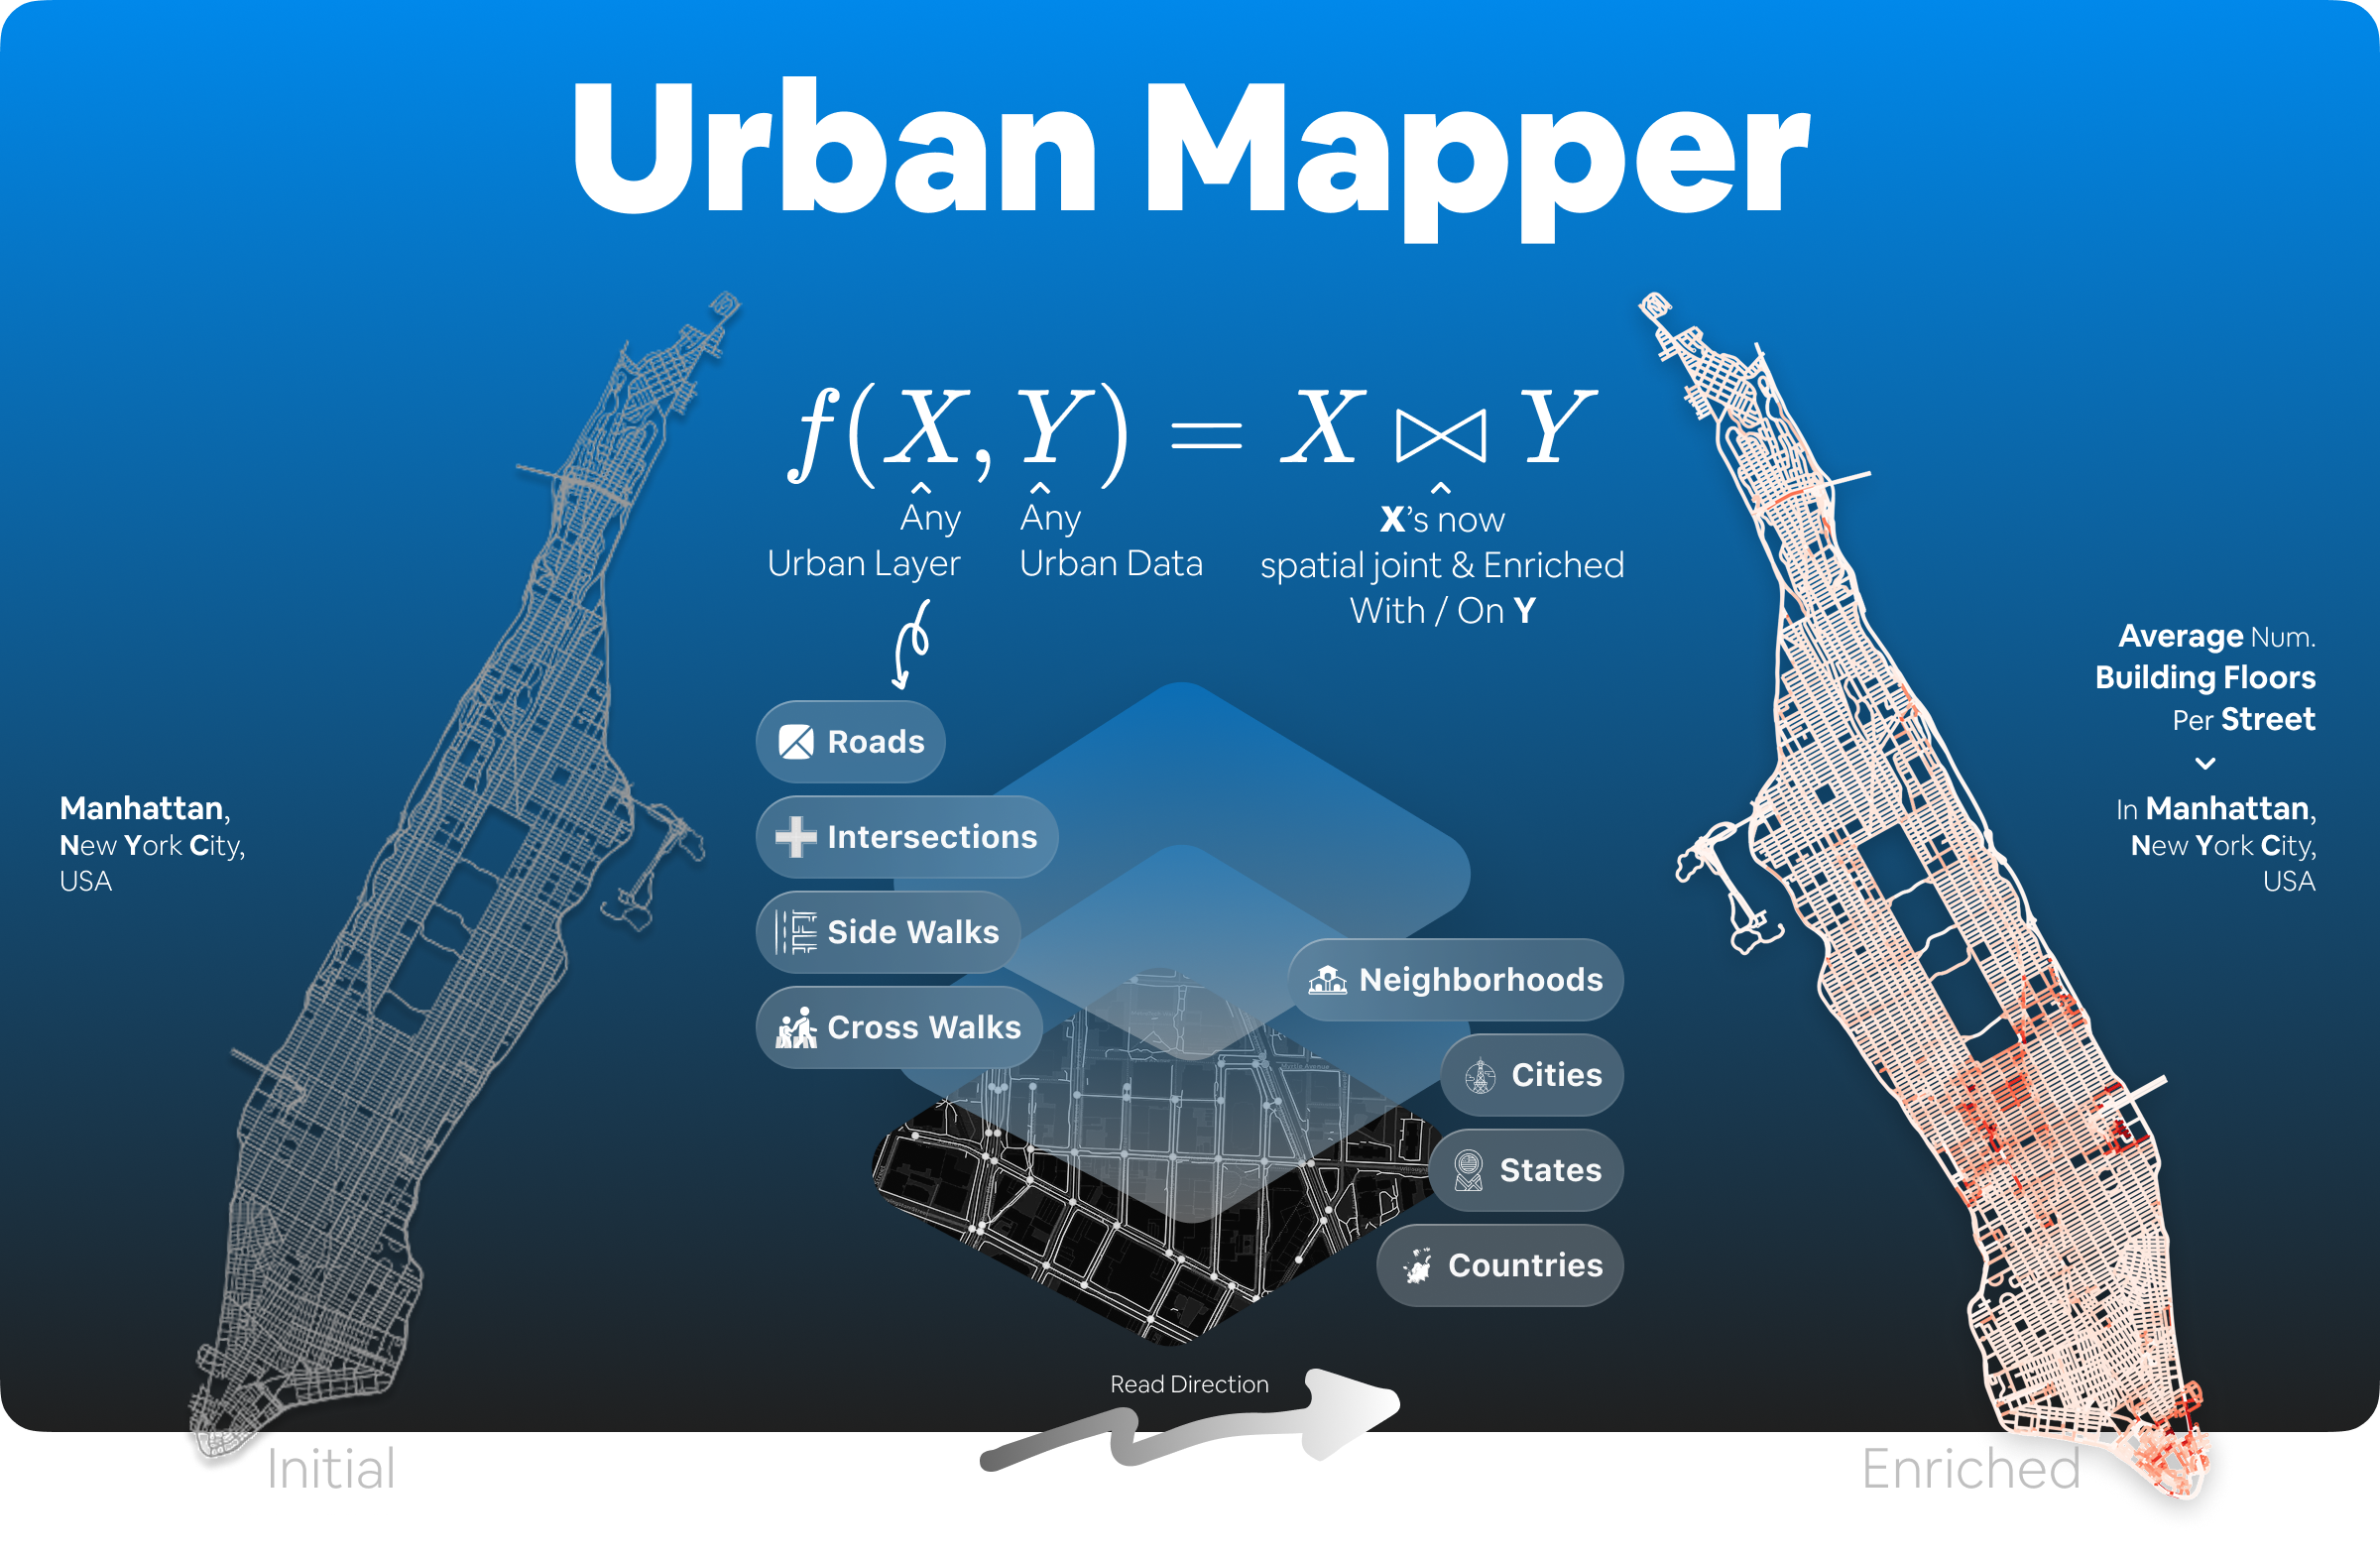 Urban Mapper
f(X, Y) = X ⋈ Y
Any
Urban Layer
Any
Urban Data
X's now
spatial joint & Enriched
With / On Y
Roads
Intersections
Side Walks
Cross Walks
Neighborhoods
Cities
States
Countries
Manhattan,
New York City,
USA
Average Num.
Building Floors
Per Street
In Manhattan,
New York City,
USA
Read Direction
Initial
Enriched